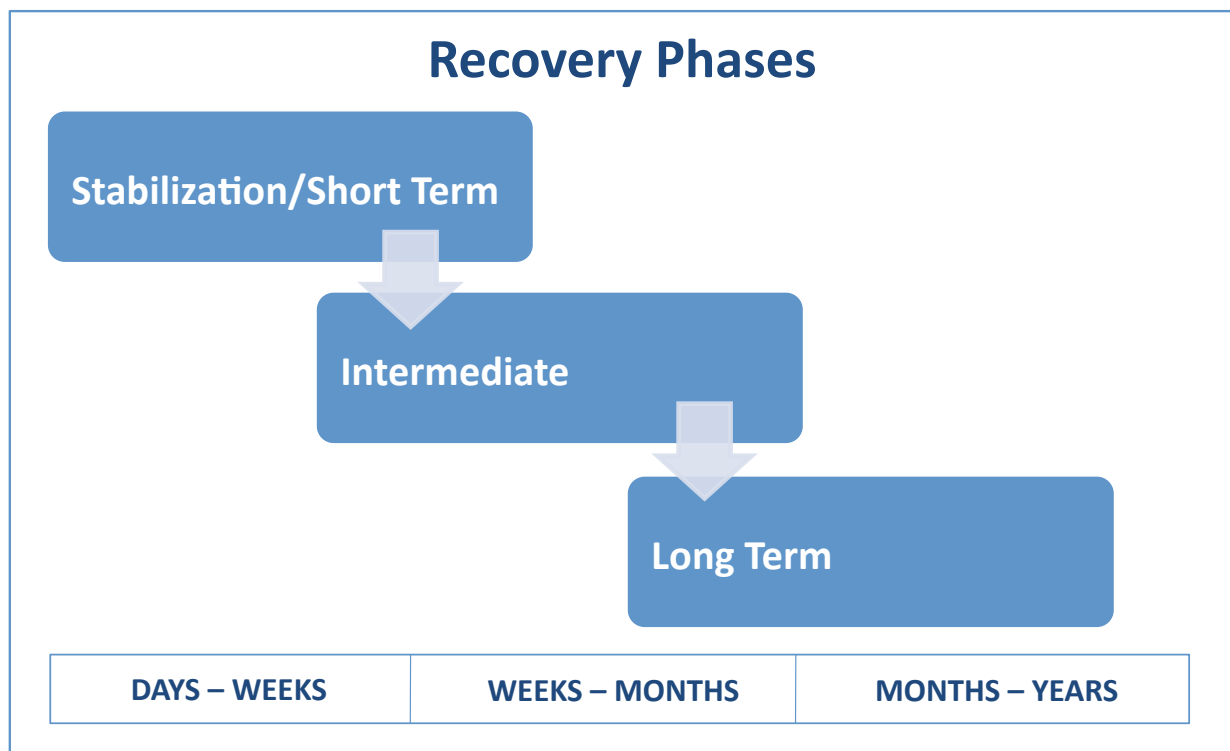 Recovery Phases
Stabilization/Short Term
Intermediate
Long Term
DAYS – WEEKS
WEEKS – MONTHS
MONTHS – YEARS